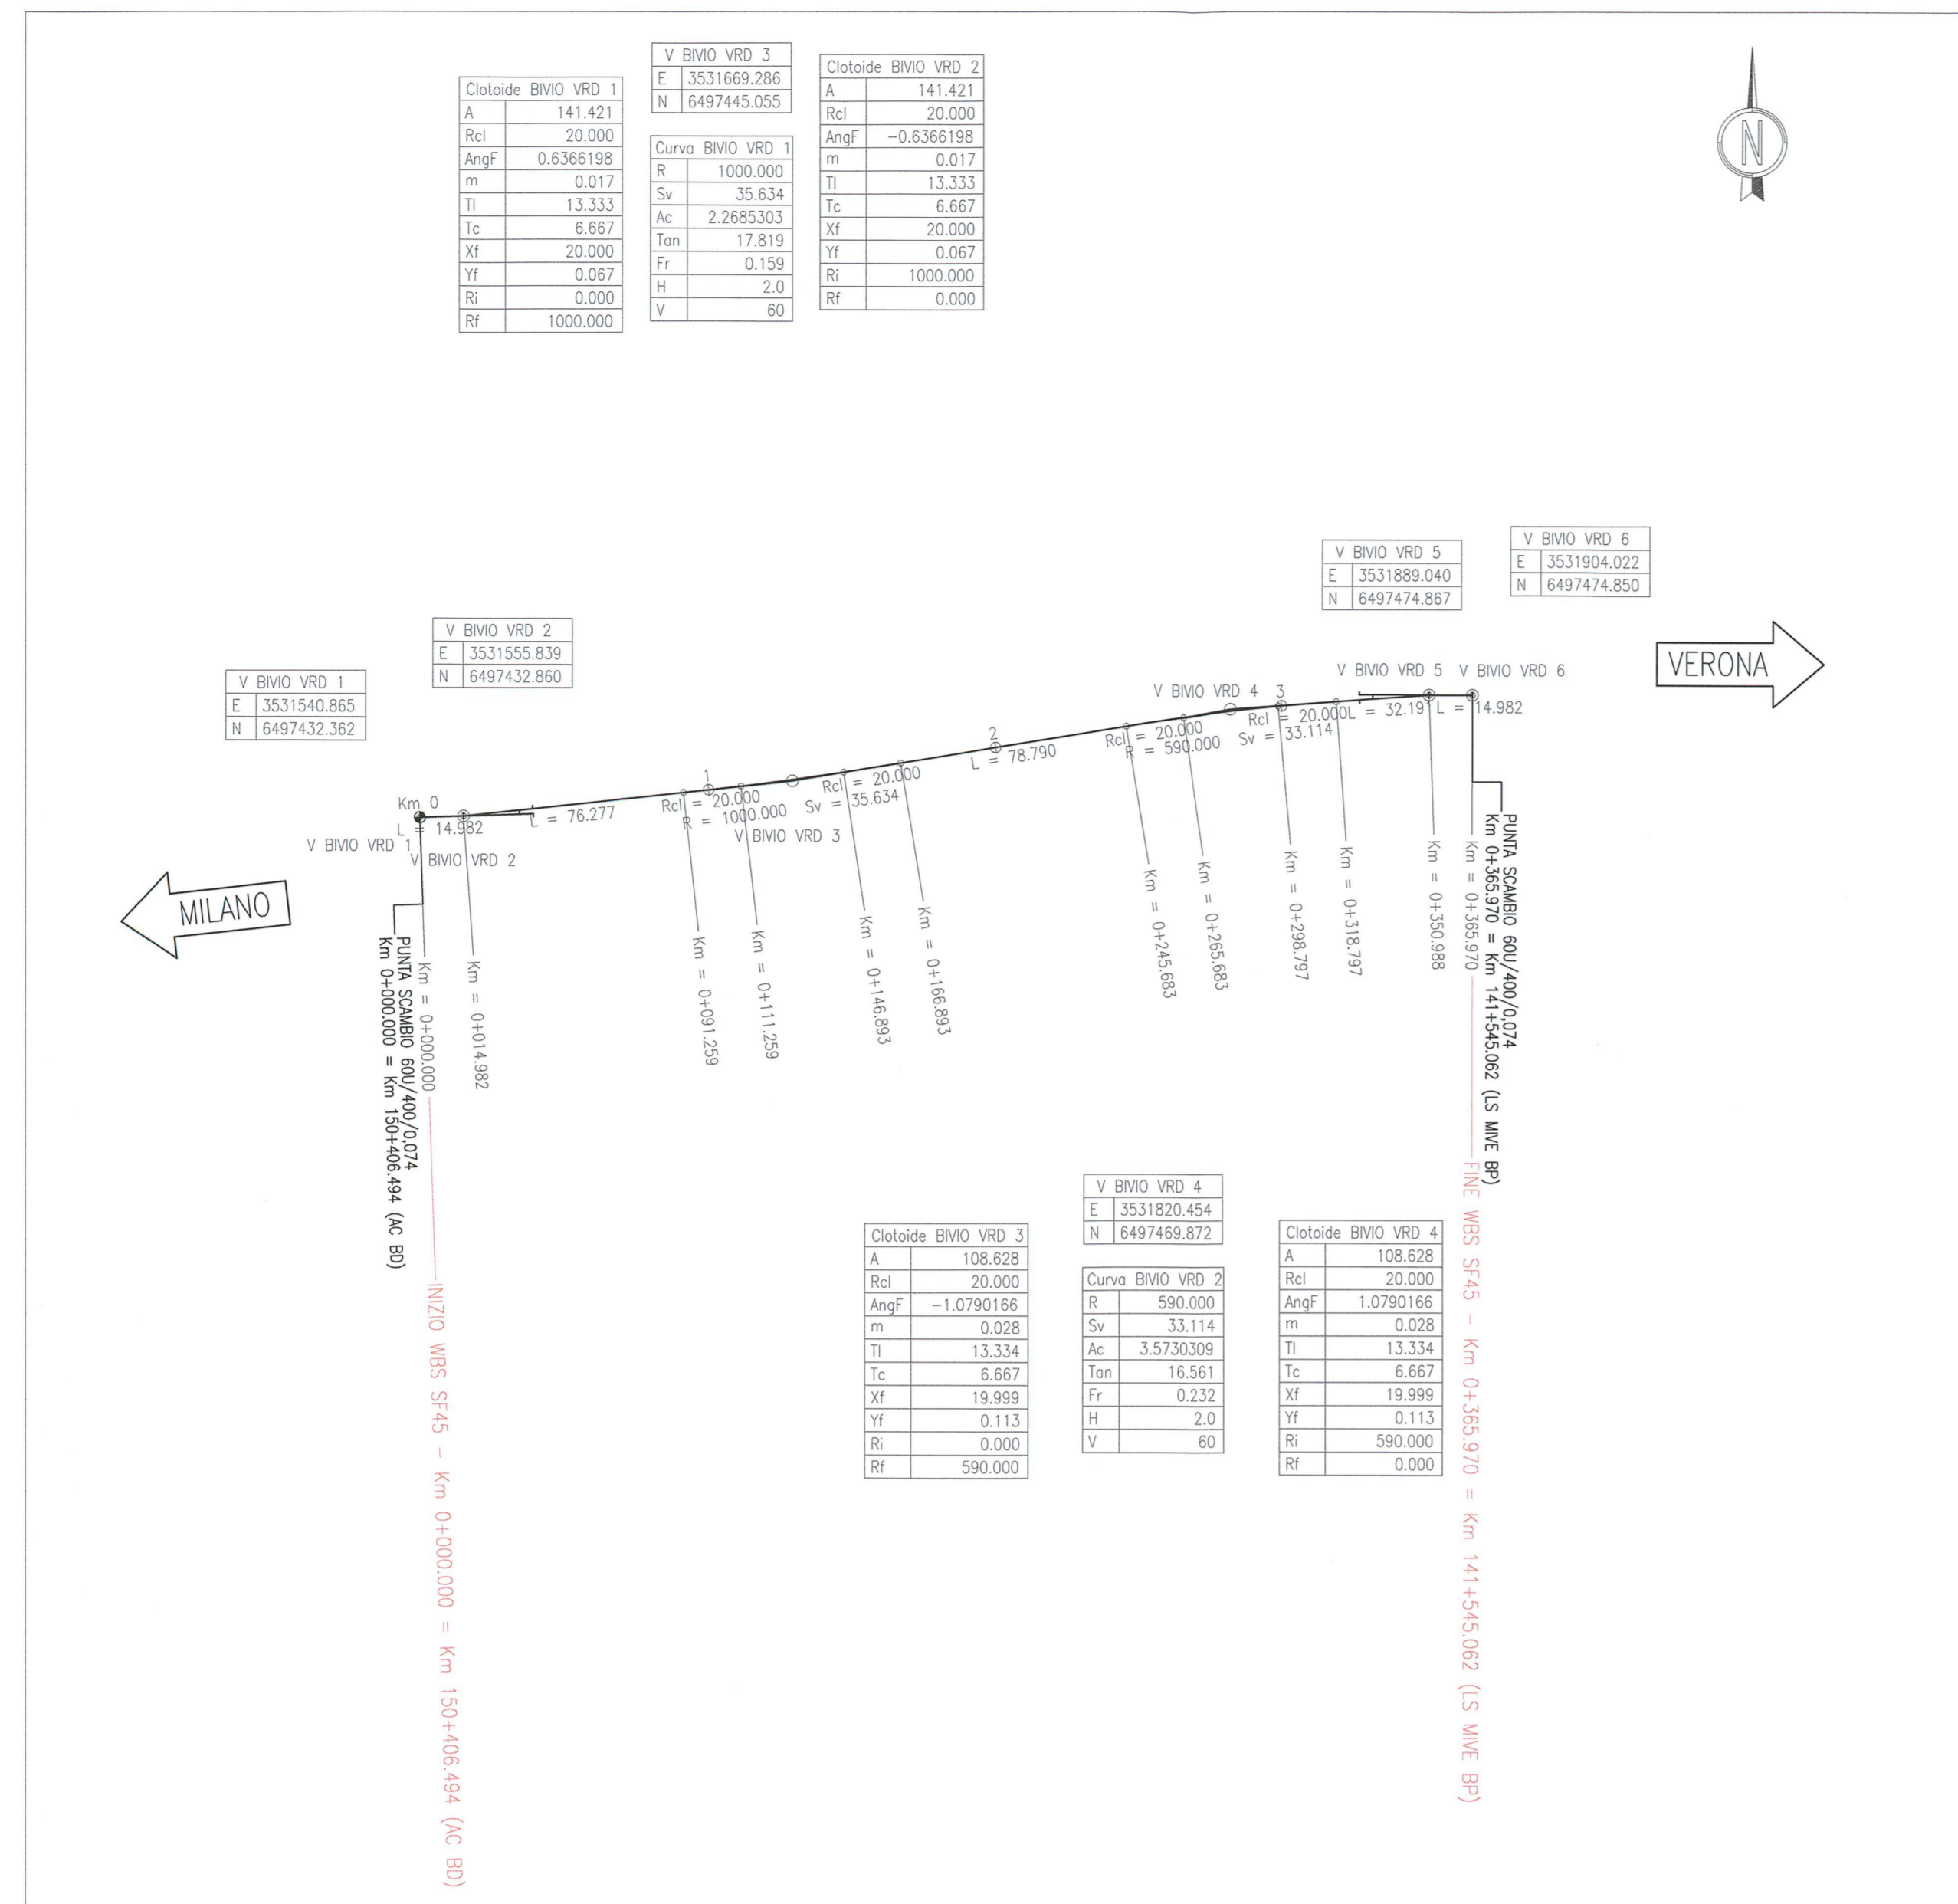 Clotoide BIVIO VRD 1
A 141.421
Rcl 20.000
AngF 0.6366198
m 0.017
Tl 13.333
Tc 6.667
Xf 20.000
Yf 0.067
Ri 0.000
Rf 1000.000
V BIVIO VRD 3
E 3531669.286
N 6497445.055
Curva BIVIO VRD 1
R 1000.000
Sv 35.634
Ac 2.2685303
Tan 17.819
Fr 0.159
H 2.0
V 60
Clotoide BIVIO VRD 2
A 141.421
Rcl 20.000
AngF -0.6366198
m 0.017
Tl 13.333
Tc 6.667
Xf 20.000
Yf 0.067
Ri 1000.000
Rf 0.000
N
V BIVIO VRD 1
E 3531540.865
N 6497432.362
V BIVIO VRD 2
E 3531555.839
N 6497432.860
V BIVIO VRD 5
E 3531889.040
N 6497474.867
V BIVIO VRD 6
E 3531904.022
N 6497474.850
VERONA
MILANO
Km 0
L = 14.982
V BIVIO VRD 1
V BIVIO VRD 2
L = 76.277
1
Rcl = 20.000
R = 1000.000
Sv = 35.634
V BIVIO VRD 3
Rcl = 20.000
2
L = 78.790
Rcl = 20.000
R = 590.000
Sv = 33.114
V BIVIO VRD 4
3
Rcl = 20.000
L = 32.191
V BIVIO VRD 5
V BIVIO VRD 6
L = 14.982
Km = 0+000.000
Km = 0+014.982
Km = 0+091.259
Km = 0+111.259
Km = 0+146.893
Km = 0+166.893
Km = 0+245.683
Km = 0+265.683
Km = 0+298.797
Km = 0+318.797
Km = 0+350.988
Km = 0+365.970
PUNTA SCAMBIO 60U/400/0,074
Km 0+000.000 = Km 150+406.494 (AC BD)
PUNTA SCAMBIO 60U/400/0,074
Km 0+365.970 = Km 141+545.062 (LS MIVE BP)
INIZIO WBS SF45 - Km 0+000.000 = Km 150+406.494 (AC BD)
FINE WBS SF45 - Km 0+365.970 = Km 141+545.062 (LS MIVE BP)
Clotoide BIVIO VRD 3
A 108.628
Rcl 20.000
AngF -1.0790166
m 0.028
Tl 13.334
Tc 6.667
Xf 19.999
Yf 0.113
Ri 0.000
Rf 590.000
V BIVIO VRD 4
E 3531820.454
N 6497469.872
Curva BIVIO VRD 2
R 590.000
Sv 33.114
Ac 3.5730309
Tan 16.561
Fr 0.232
H 2.0
V 60
Clotoide BIVIO VRD 4
A 108.628
Rcl 20.000
AngF 1.0790166
m 0.028
Tl 13.334
Tc 6.667
Xf 19.999
Yf 0.113
Ri 590.000
Rf 0.000